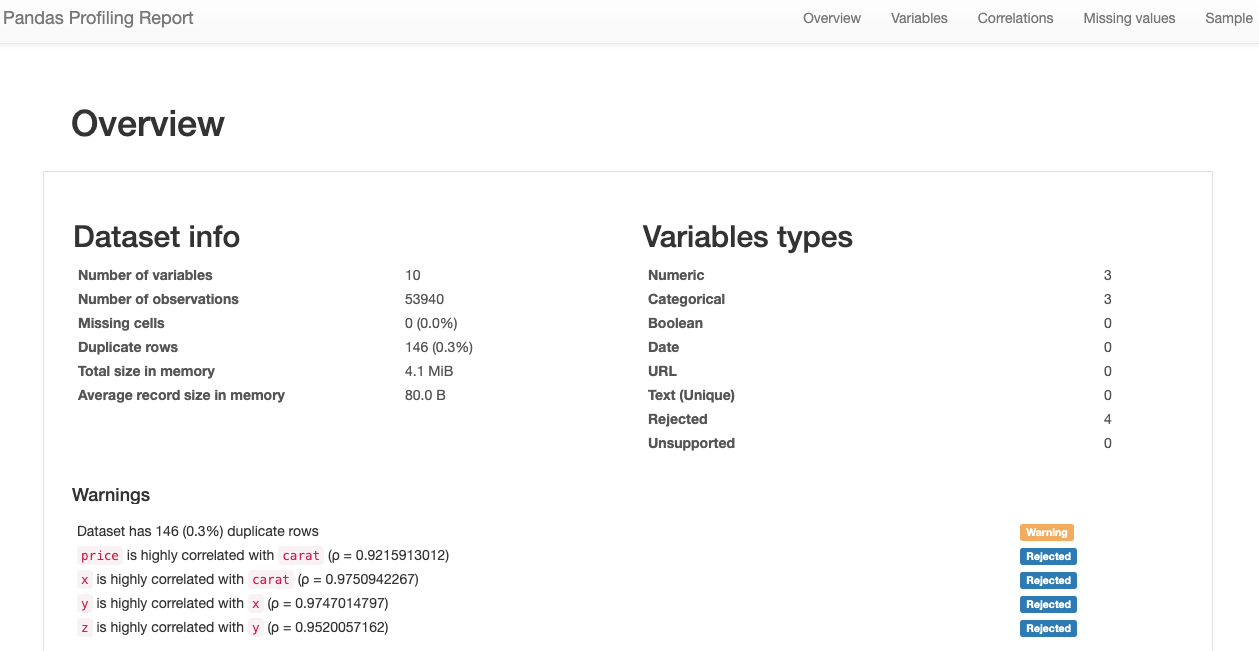 Pandas Profiling Report Overview Variables Correlations Missing values Sample
Overview
Dataset info
Number of variables 10
Number of observations 53940
Missing cells 0 (0.0%)
Duplicate rows 146 (0.3%)
Total size in memory 4.1 MiB
Average record size in memory 80.0 B
Variables types
Numeric 3
Categorical 3
Boolean 0
Date 0
URL 0
Text (Unique) 0
Rejected 4
Unsupported 0
Warnings
Dataset has 146 (0.3%) duplicate rows Warning
price is highly correlated with carat (ρ = 0.9215913012) Rejected
x is highly correlated with carat (ρ = 0.9750942267) Rejected
y is highly correlated with x (ρ = 0.9747014797) Rejected
z is highly correlated with y (ρ = 0.9520057162) Rejected